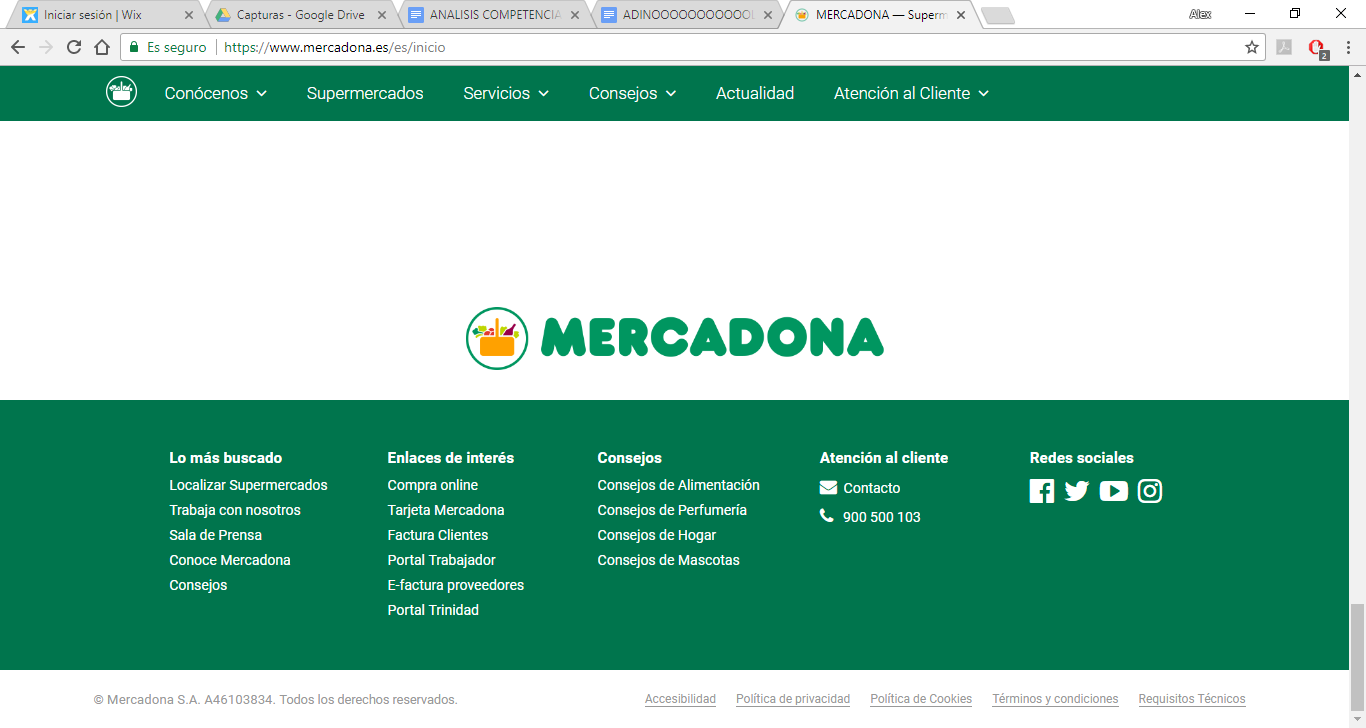 Iniciar sesión | Wix
Capturas - Google Drive
ANALISIS COMPETENCIA
ADINOOOOOOOOOOOL
MERCADONA — Superm
Alex
Es seguro
https://www.mercadona.es/es/inicio
2
Conócenos
Supermercados
Servicios
Consejos
Actualidad
Atención al Cliente
MERCADONA
Lo más buscado
Localizar Supermercados
Trabaja con nosotros
Sala de Prensa
Conoce Mercadona
Consejos
Enlaces de interés
Compra online
Tarjeta Mercadona
Factura Clientes
Portal Trabajador
E-factura proveedores
Portal Trinidad
Consejos
Consejos de Alimentación
Consejos de Perfumería
Consejos de Hogar
Consejos de Mascotas
Atención al cliente
Contacto
900 500 103
Redes sociales
© Mercadona S.A. A46103834. Todos los derechos reservados.
Accesibilidad
Política de privacidad
Política de Cookies
Términos y condiciones
Requisitos Técnicos